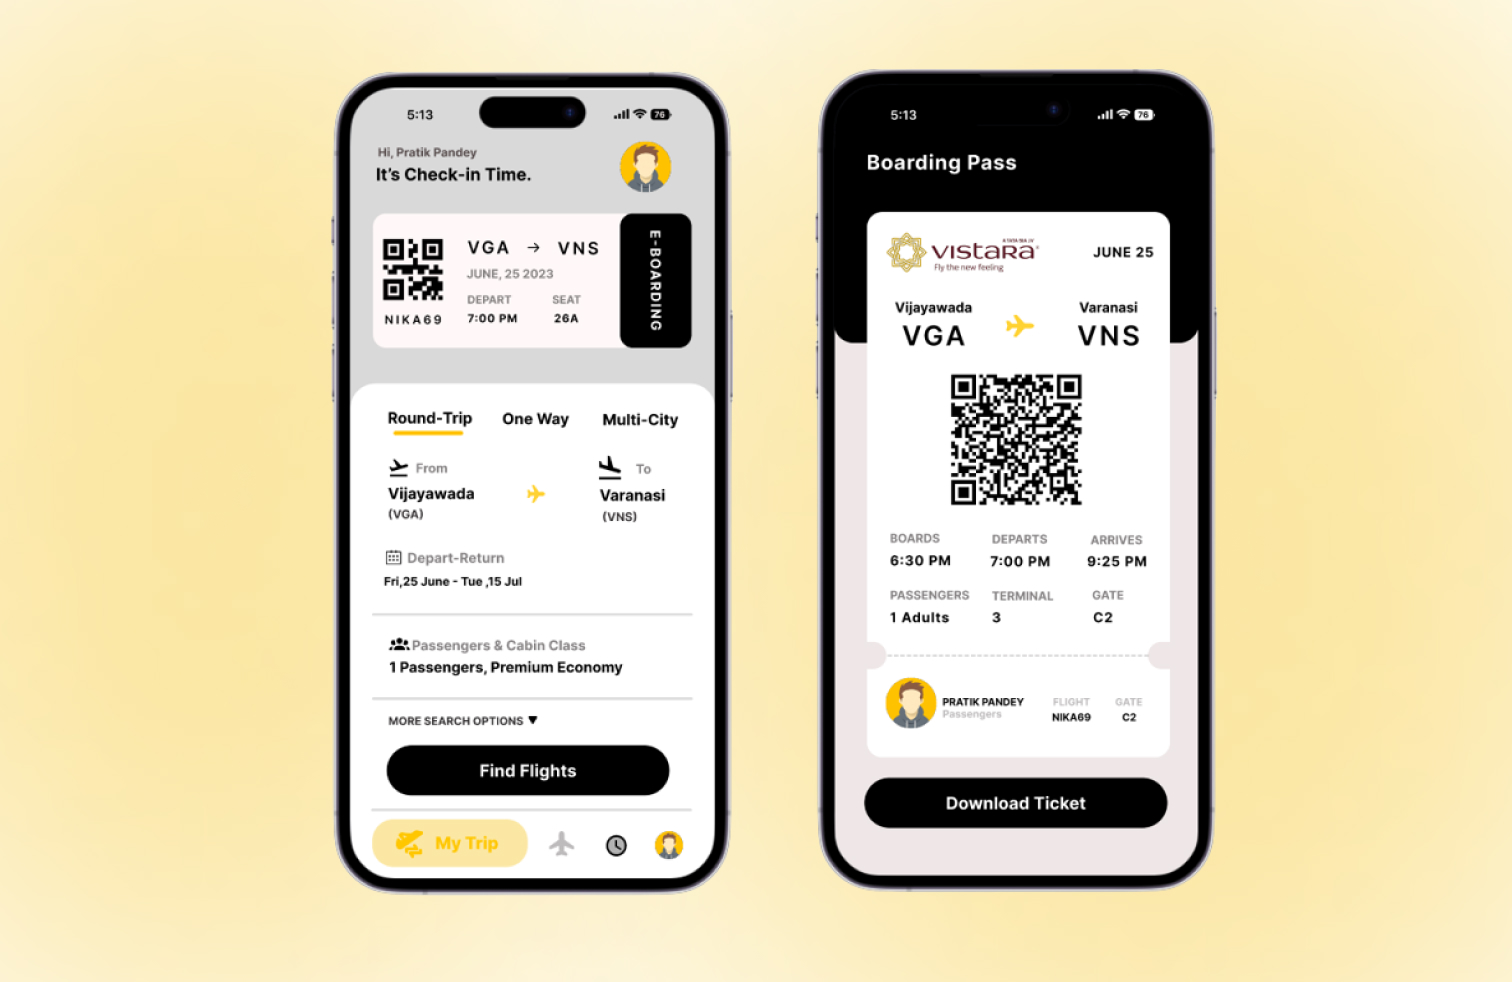 5:13
76
Hi, Pratik Pandey
It's Check-in Time.
VGA → VNS
JUNE, 25 2023
DEPART SEAT
7:00 PM 26A
NIKA69
E-BOARDING
Round-Trip One Way Multi-City
From To
Vijayawada Varanasi
(VGA) (VNS)
Depart-Return
Fri,25 June - Tue ,15 Jul
Passengers & Cabin Class
1 Passengers, Premium Economy
MORE SEARCH OPTIONS ▼
Find Flights
My Trip
5:13
76
Boarding Pass
VISTARA
Fly the new feeling
JUNE 25
Vijayawada Varanasi
VGA VNS
BOARDS DEPARTS ARRIVES
6:30 PM 7:00 PM 9:25 PM
PASSENGERS TERMINAL GATE
1 Adults 3 C2
PRATIK PANDEY FLIGHT GATE
Passengers NIKA69 C2
Download Ticket